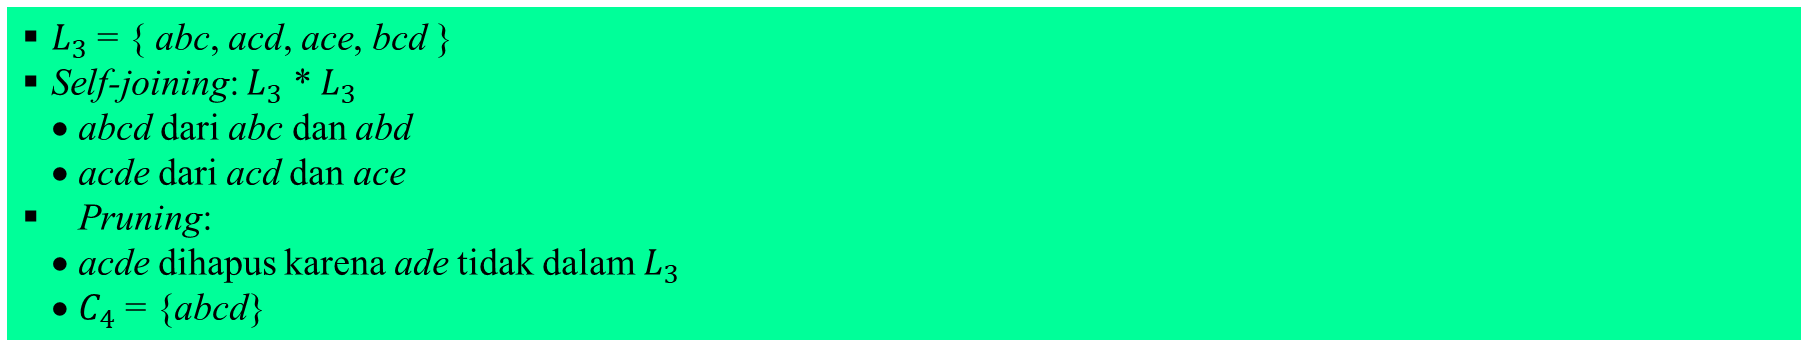 ▪ L₃ = { abc, acd, ace, bcd }
▪ Self-joining: L₃ * L₃
• abcd dari abc dan abd
• acde dari acd dan ace
▪ Pruning:
• acde dihapus karena ade tidak dalam L₃
• C₄ = {abcd}